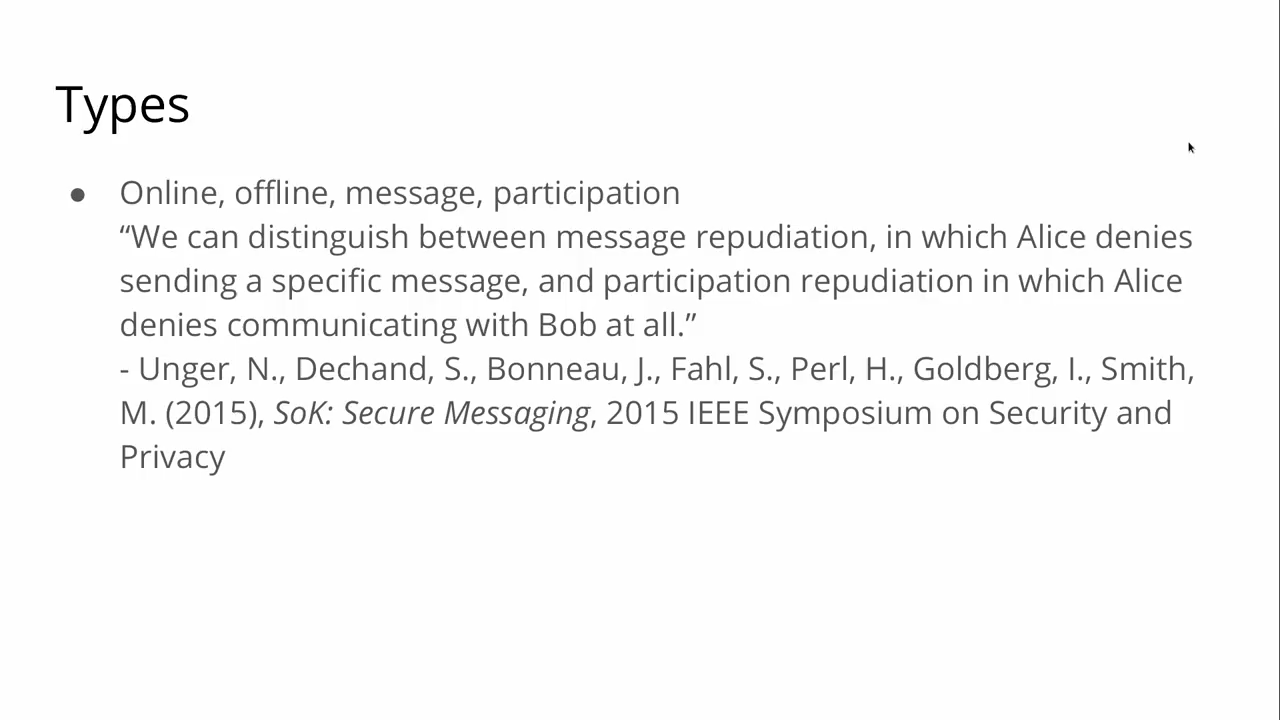 Types
● Online, offline, message, participation
“We can distinguish between message repudiation, in which Alice denies
sending a specific message, and participation repudiation in which Alice
denies communicating with Bob at all.”
- Unger, N., Dechand, S., Bonneau, J., Fahl, S., Perl, H., Goldberg, I., Smith,
M. (2015), SoK: Secure Messaging, 2015 IEEE Symposium on Security and
Privacy